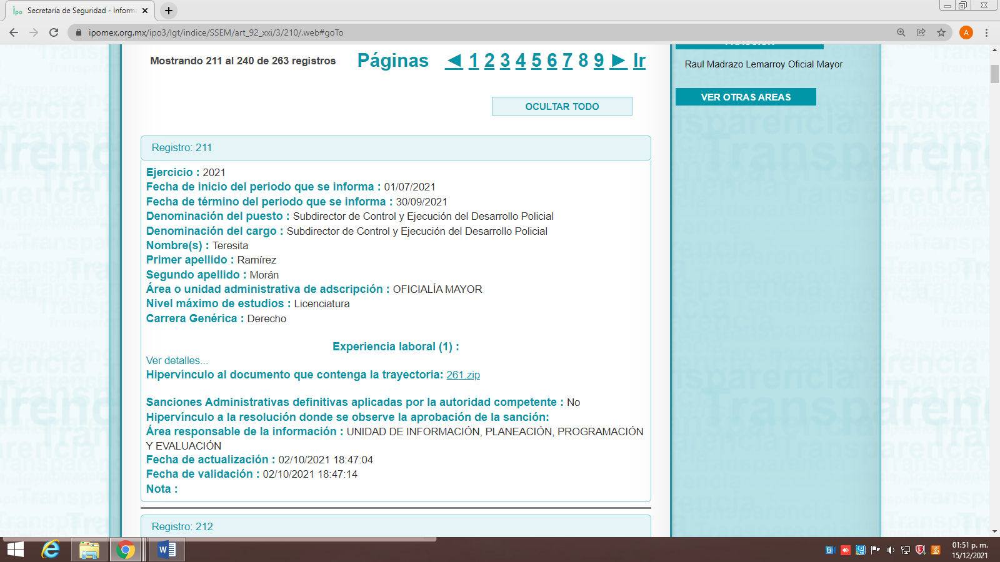 Secretaría de Seguridad - Inform
ipomex.org.mx/ipo3/lgt/indice/SSEM/art_92_xxi/3/210/.web#goTo
A
Mostrando 211 al 240 de 263 registros
Páginas ◄ 1 2 3 4 5 6 7 8 9 ► Ir
Raul Madrazo Lemarroy Oficial Mayor
VER OTRAS AREAS
OCULTAR TODO
Registro: 211
Ejercicio : 2021
Fecha de inicio del periodo que se informa : 01/07/2021
Fecha de término del periodo que se informa : 30/09/2021
Denominación del puesto : Subdirector de Control y Ejecución del Desarrollo Policial
Denominación del cargo : Subdirector de Control y Ejecución del Desarrollo Policial
Nombre(s) : Teresita
Primer apellido : Ramírez
Segundo apellido : Morán
Área o unidad administrativa de adscripción : OFICIALÍA MAYOR
Nivel máximo de estudios : Licenciatura
Carrera Genérica : Derecho
Experiencia laboral (1) :
Ver detalles...
Hipervínculo al documento que contenga la trayectoria: 261.zip
Sanciones Administrativas definitivas aplicadas por la autoridad competente : No
Hipervínculo a la resolución donde se observe la aprobación de la sanción:
Área responsable de la información : UNIDAD DE INFORMACIÓN, PLANEACIÓN, PROGRAMACIÓN
Y EVALUACIÓN
Fecha de actualización : 02/10/2021 18:47:04
Fecha de validación : 02/10/2021 18:47:14
Nota :
Registro: 212
01:51 p. m.
15/12/2021